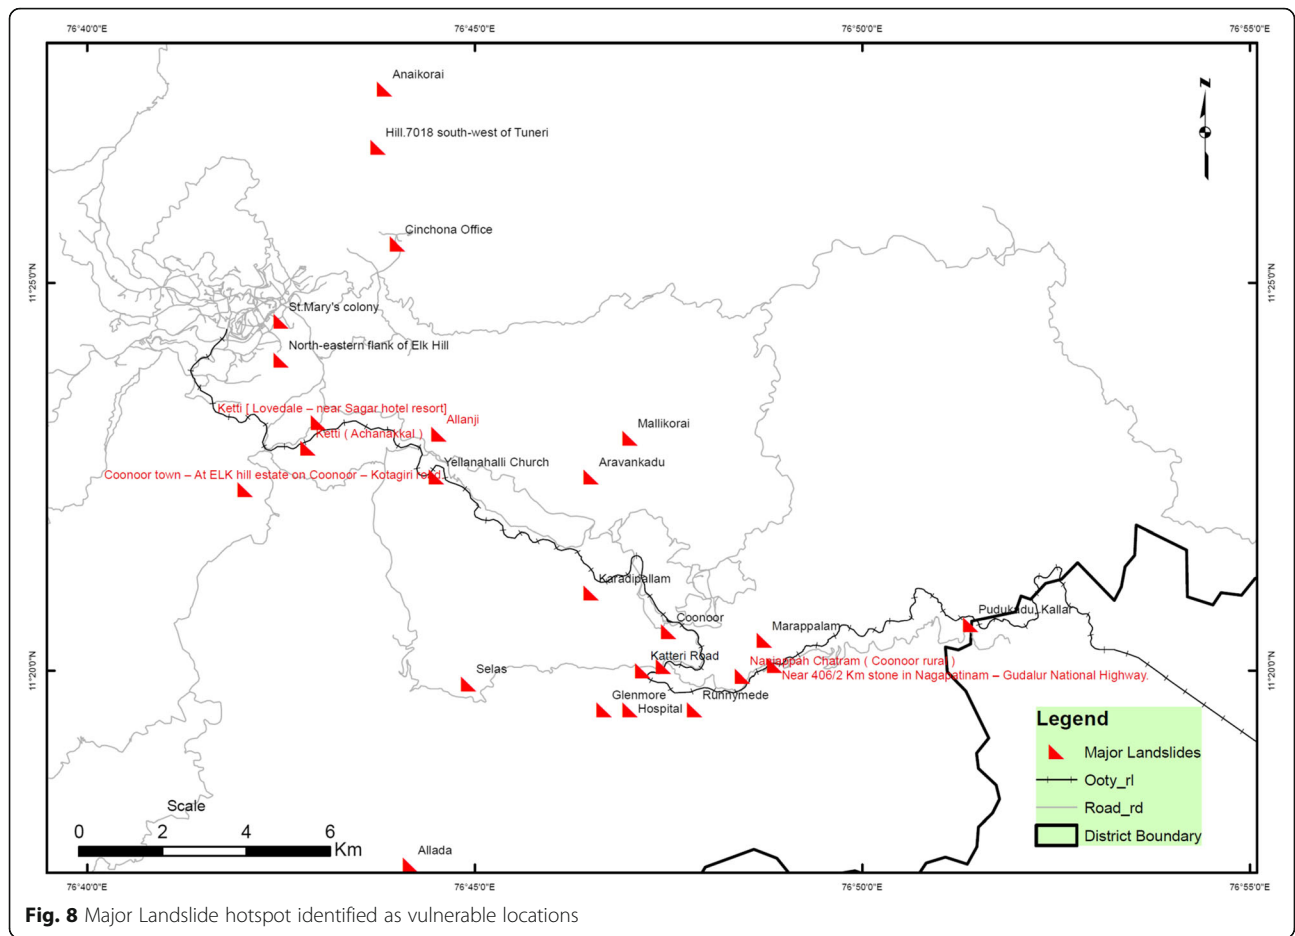 76°40'0"E 76°45'0"E 76°50'0"E 76°55'0"E
Anaikorai
N
Hill.7018 south-west of Tuneri
Cinchona Office
11°25'0"N 11°25'0"N
St.Mary's colony
North-eastern flank of Elk Hill
Ketti [ Lovedale – near Sagar hotel resort]
Allanji
Mallikorai
Ketti ( Achanakkal )
Yellanahalli Church
Aravankadu
Coonoor town – At ELK hill estate on Coonoor – Kotagiri road
Karadipallam
Pudukadu, Kallar
Coonoor
Marappalam
Katteri Road
Nanjappah Chatram ( Coonoor rural )
11°20'0"N 11°20'0"N
Selas
Near 406/2 Km stone in Nagapatinam – Gudalur National Highway.
Glenmore
Runnymede
Hospital
Legend
Major Landslides
Ooty_rl
Road_rd
District Boundary
Scale
0 2 4 6
Km
Allada
76°40'0"E 76°45'0"E 76°50'0"E 76°55'0"E
Fig. 8 Major Landslide hotspot identified as vulnerable locations